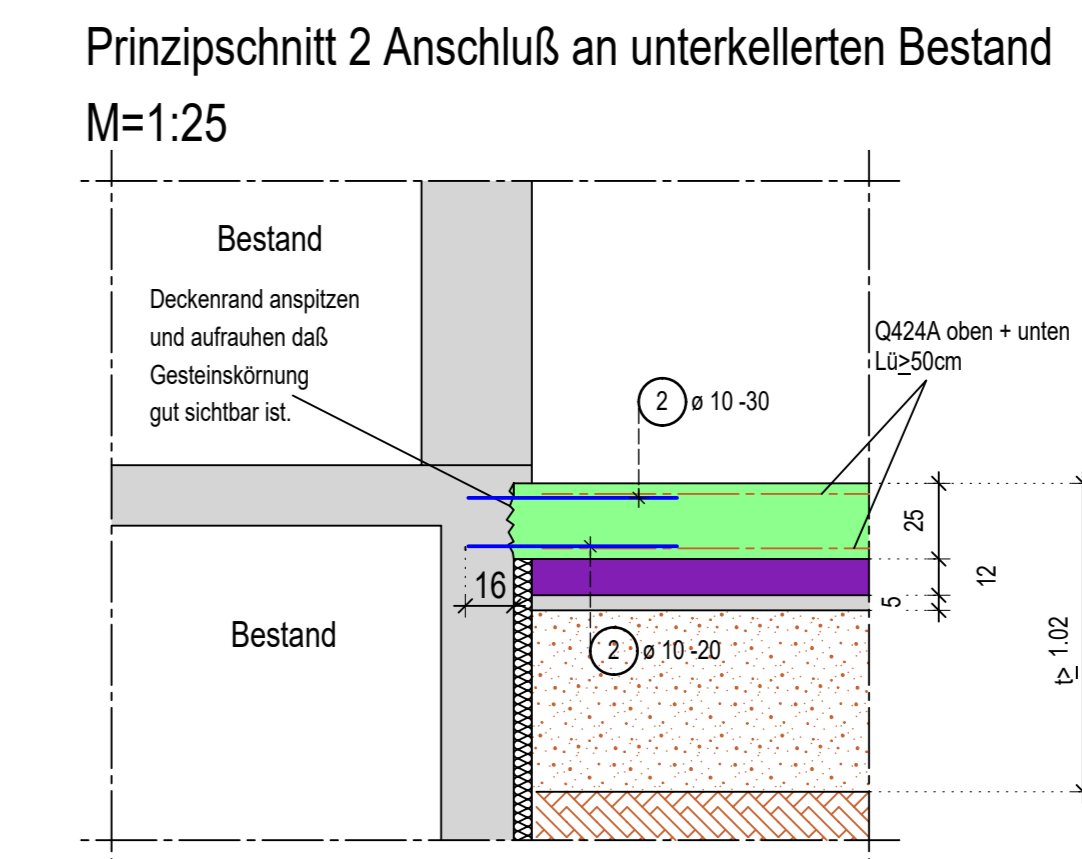 Prinzipschnitt 2 Anschluß an unterkellerten Bestand
M=1:25
Bestand
Deckenrand anspitzen
und aufrauhen daß
Gesteinskörnung
gut sichtbar ist.
Q424A oben + unten
Lü≥50cm
2 ø 10 -30
25
12
5
16
t≥ 1.02
Bestand
2 ø 10 -20